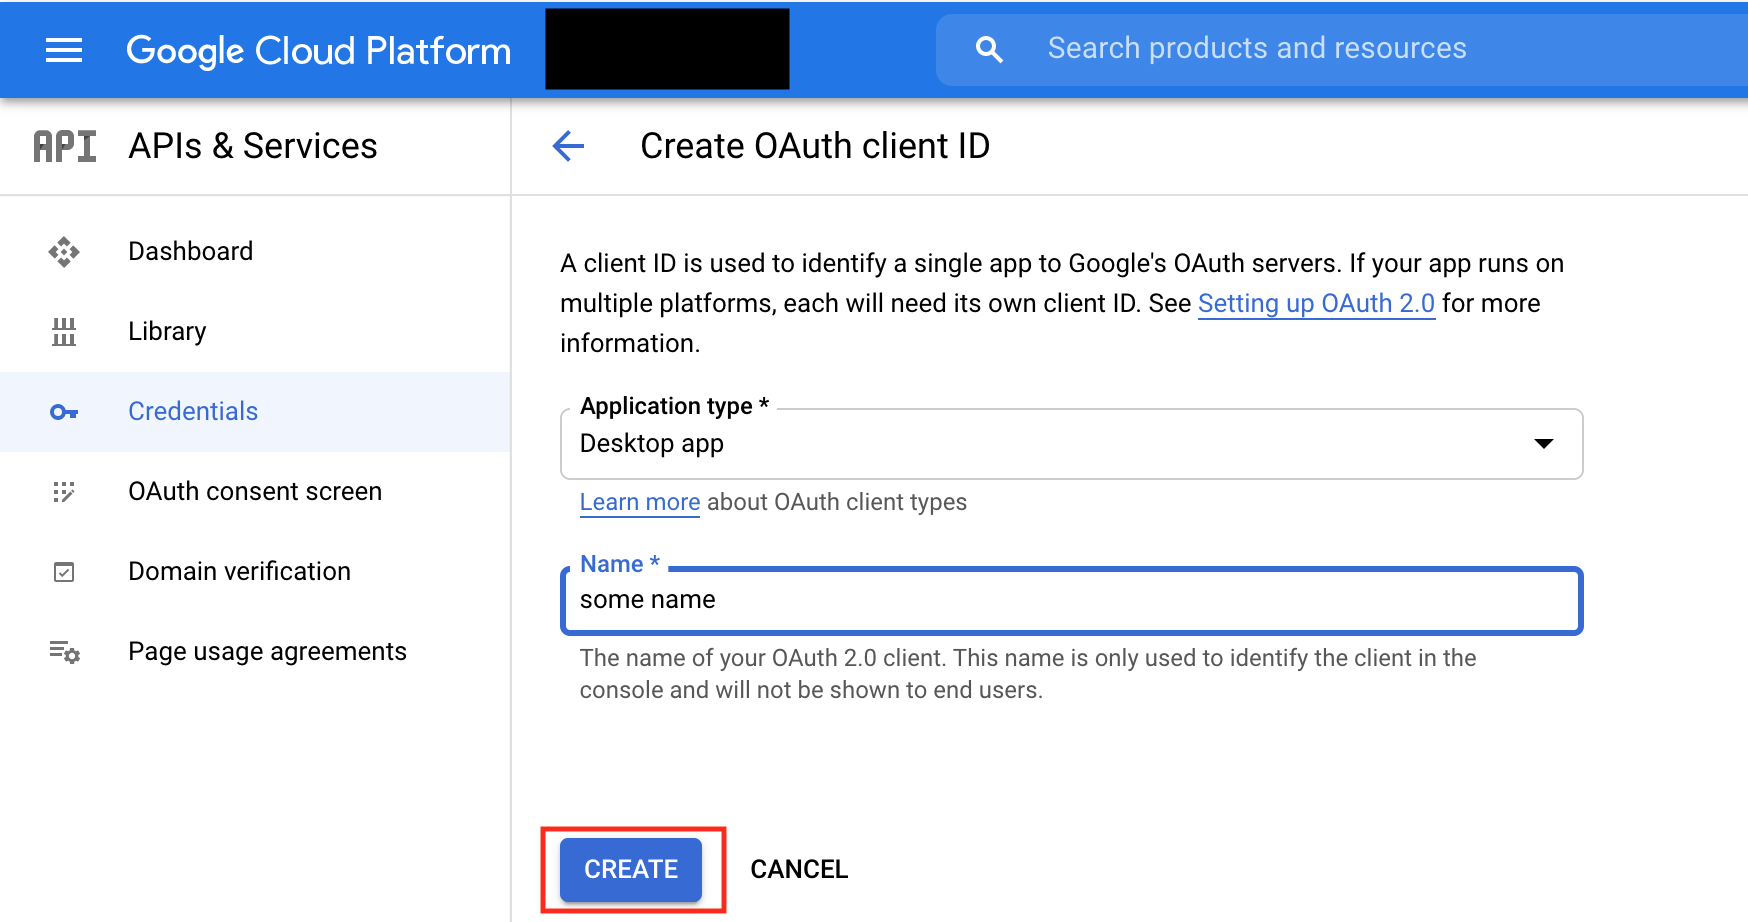 Google Cloud Platform
Search products and resources
API APIs & Services
Create OAuth client ID
Dashboard
Library
Credentials
OAuth consent screen
Domain verification
Page usage agreements
A client ID is used to identify a single app to Google's OAuth servers. If your app runs on
multiple platforms, each will need its own client ID. See Setting up OAuth 2.0 for more
information.
Application type *
Desktop app
Learn more about OAuth client types
Name *
some name
The name of your OAuth 2.0 client. This name is only used to identify the client in the
console and will not be shown to end users.
CREATE
CANCEL